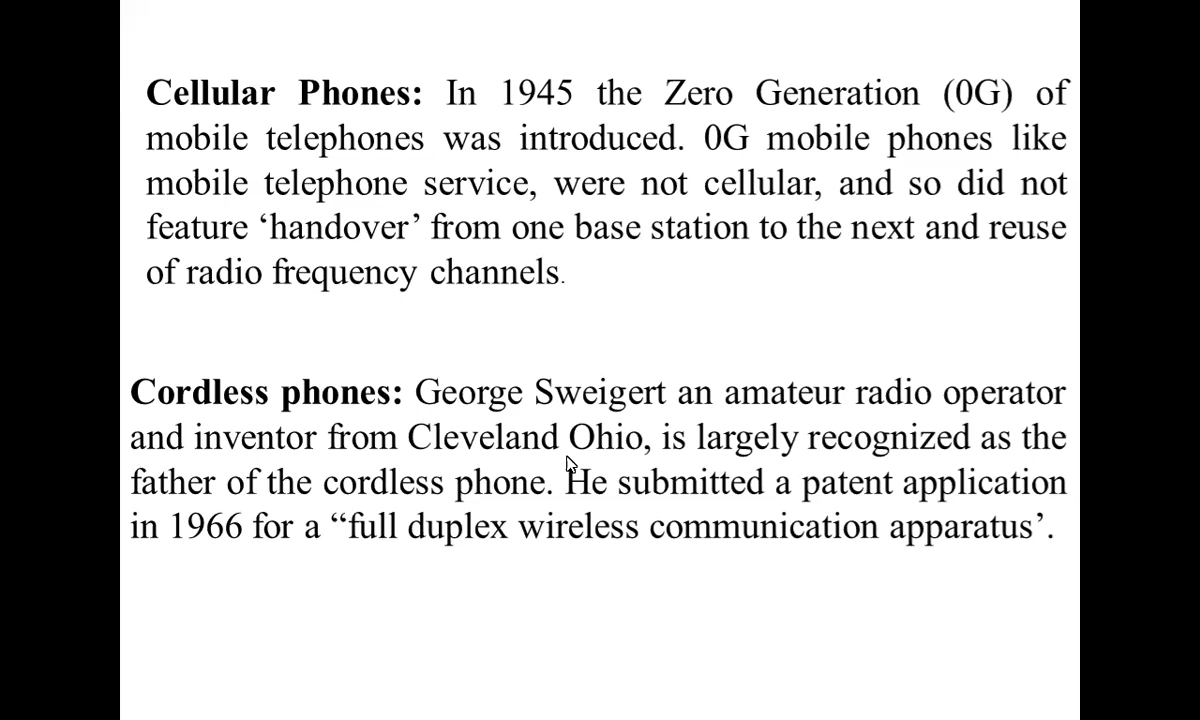 Cellular Phones: In 1945 the Zero Generation (0G) of
mobile telephones was introduced. 0G mobile phones like
mobile telephone service, were not cellular, and so did not
feature ‘handover’ from one base station to the next and reuse
of radio frequency channels.
Cordless phones: George Sweigert an amateur radio operator
and inventor from Cleveland Ohio, is largely recognized as the
father of the cordless phone. He submitted a patent application
in 1966 for a “full duplex wireless communication apparatus’.